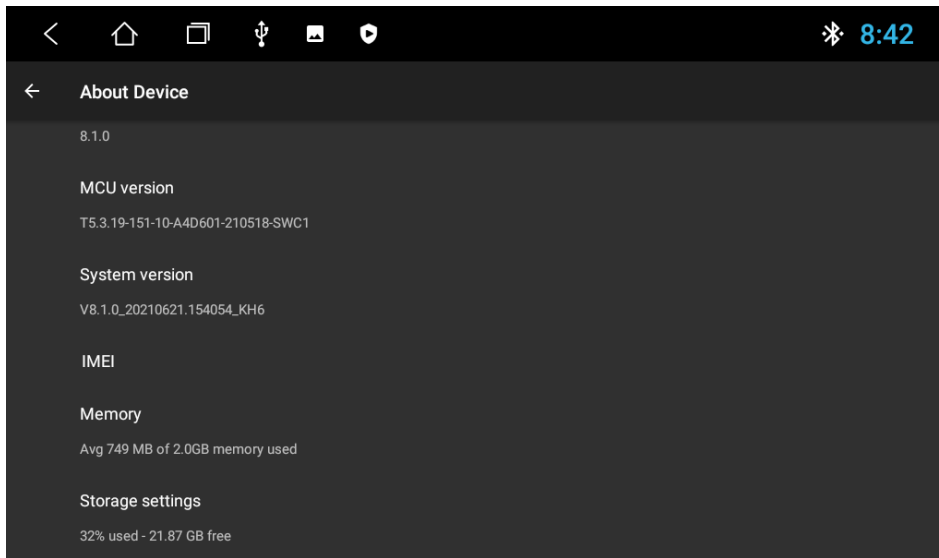 8:42
About Device
8.1.0
MCU version
T5.3.19-151-10-A4D601-210518-SWC1
System version
V8.1.0_20210621.154054_KH6
IMEI
Memory
Avg 749 MB of 2.0GB memory used
Storage settings
32% used - 21.87 GB free